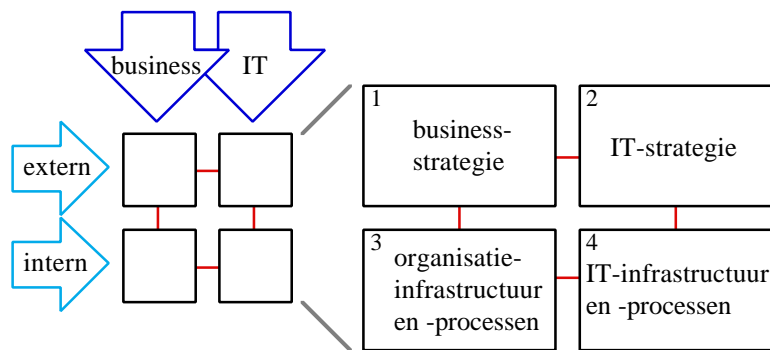 business
IT
extern
intern
1
business-
strategie
2
IT-strategie
3
organisatie-
infrastructuur
en -processen
4
IT-infrastructuur
en -processen